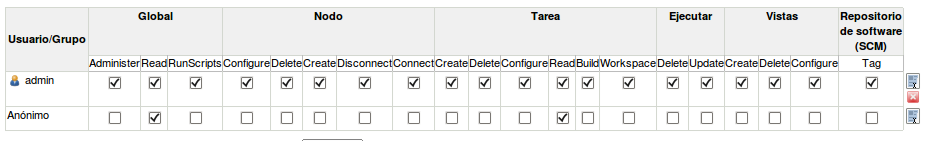 Usuario/Grupo Global Nodo Tarea Ejecutar Vistas Repositorio de software (SCM)
Administer Read RunScripts Configure Delete Create Disconnect Connect Create Delete Configure Read Build Workspace Delete Update Create Delete Configure Tag
admin
Anónimo